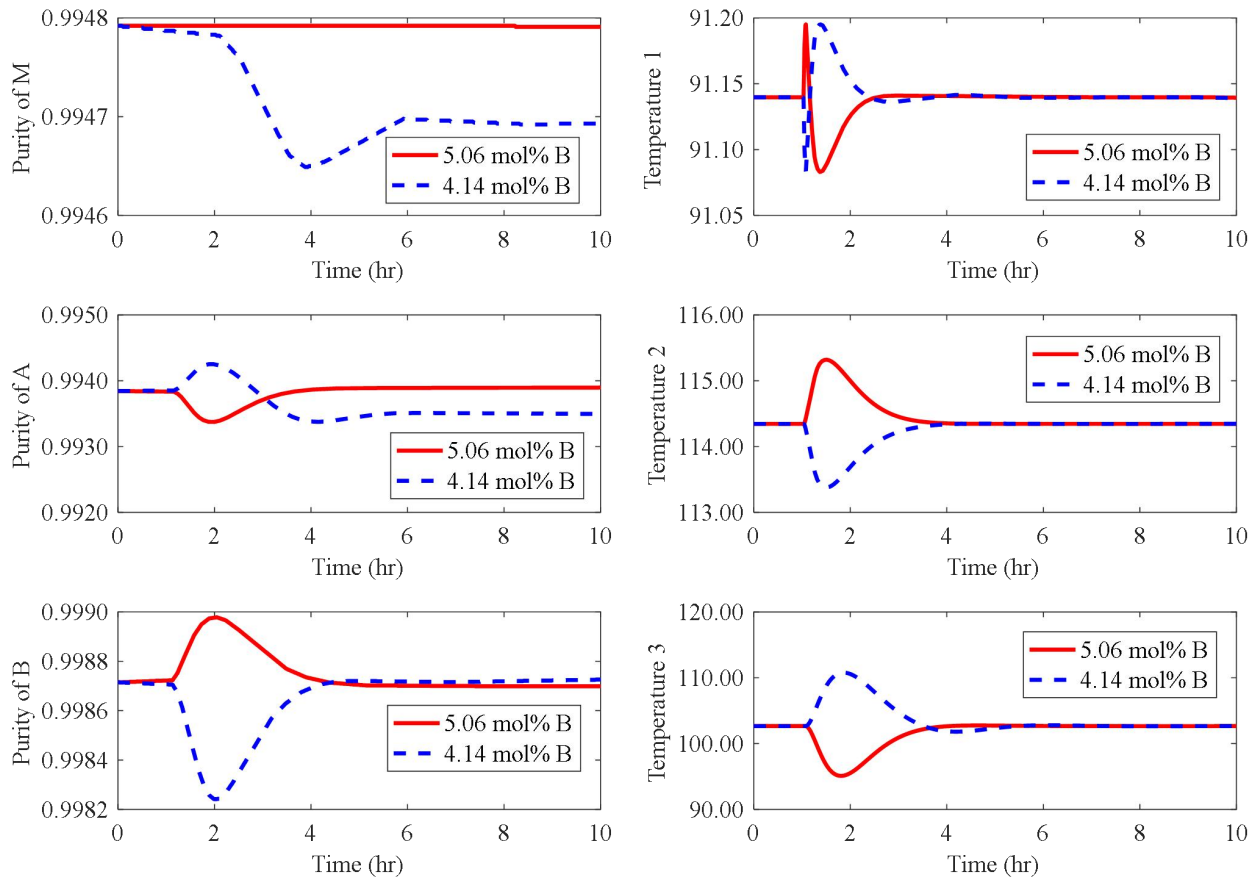 Purity of M
0.9948
0.9947
0.9946
5.06 mol% B
4.14 mol% B
0 2 4 6 8 10
Time (hr)
Temperature 1
91.20
91.15
91.10
91.05
5.06 mol% B
4.14 mol% B
0 2 4 6 8 10
Time (hr)
Purity of A
0.9950
0.9940
0.9930
0.9920
5.06 mol% B
4.14 mol% B
0 2 4 6 8 10
Time (hr)
Temperature 2
116.00
115.00
114.00
113.00
5.06 mol% B
4.14 mol% B
0 2 4 6 8 10
Time (hr)
Purity of B
0.9990
0.9988
0.9986
0.9984
0.9982
5.06 mol% B
4.14 mol% B
0 2 4 6 8 10
Time (hr)
Temperature 3
120.00
110.00
100.00
90.00
5.06 mol% B
4.14 mol% B
0 2 4 6 8 10
Time (hr)